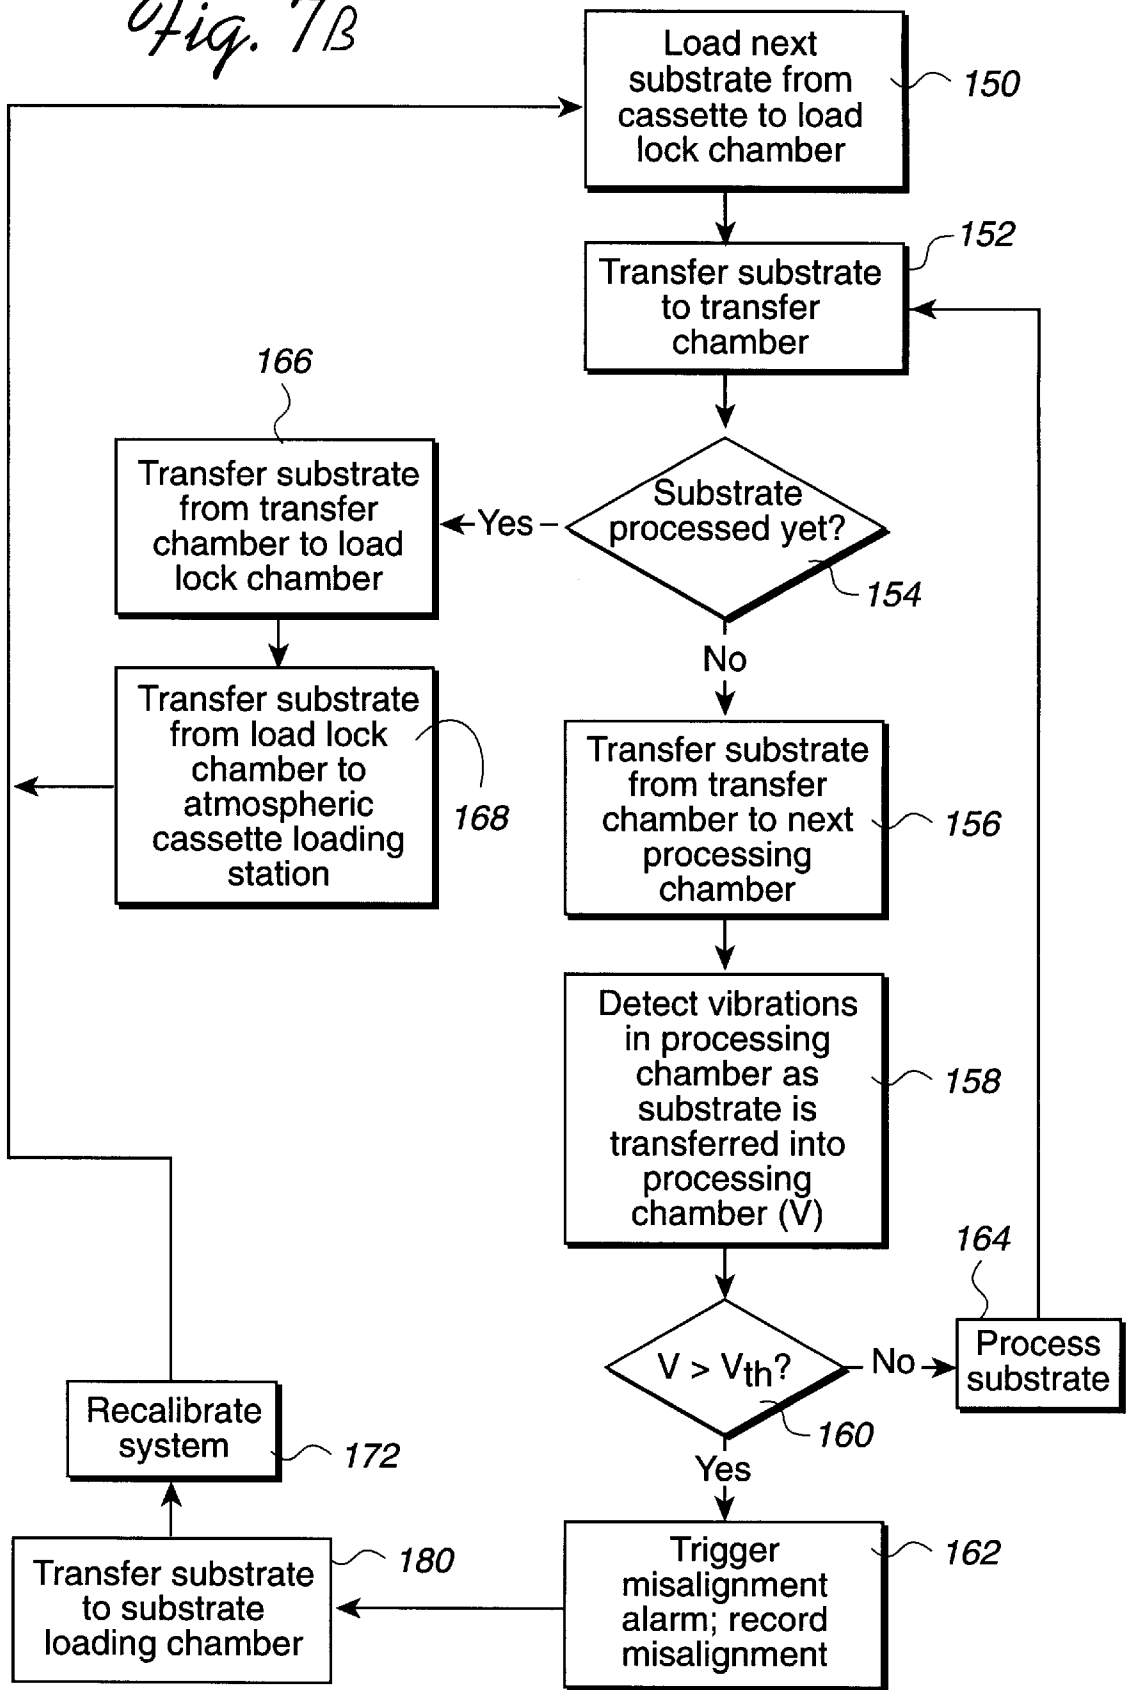 Fig. 7B
Load next
substrate from
cassette to load
lock chamber
150
152
Transfer substrate
to transfer
chamber
166
Transfer substrate
from transfer
chamber to load
lock chamber
Yes
Substrate
processed yet?
154
No
Transfer substrate
from load lock
chamber to
atmospheric
cassette loading
station
168
Transfer substrate
from transfer
chamber to next
processing
chamber
156
Detect vibrations
in processing
chamber as
substrate is
transferred into
processing
chamber (V)
158
164
V > Vth?
No
Process
substrate
160
Yes
Recalibrate
system
172
Transfer substrate
to substrate
loading chamber
180
Trigger
misalignment
alarm; record
misalignment
162